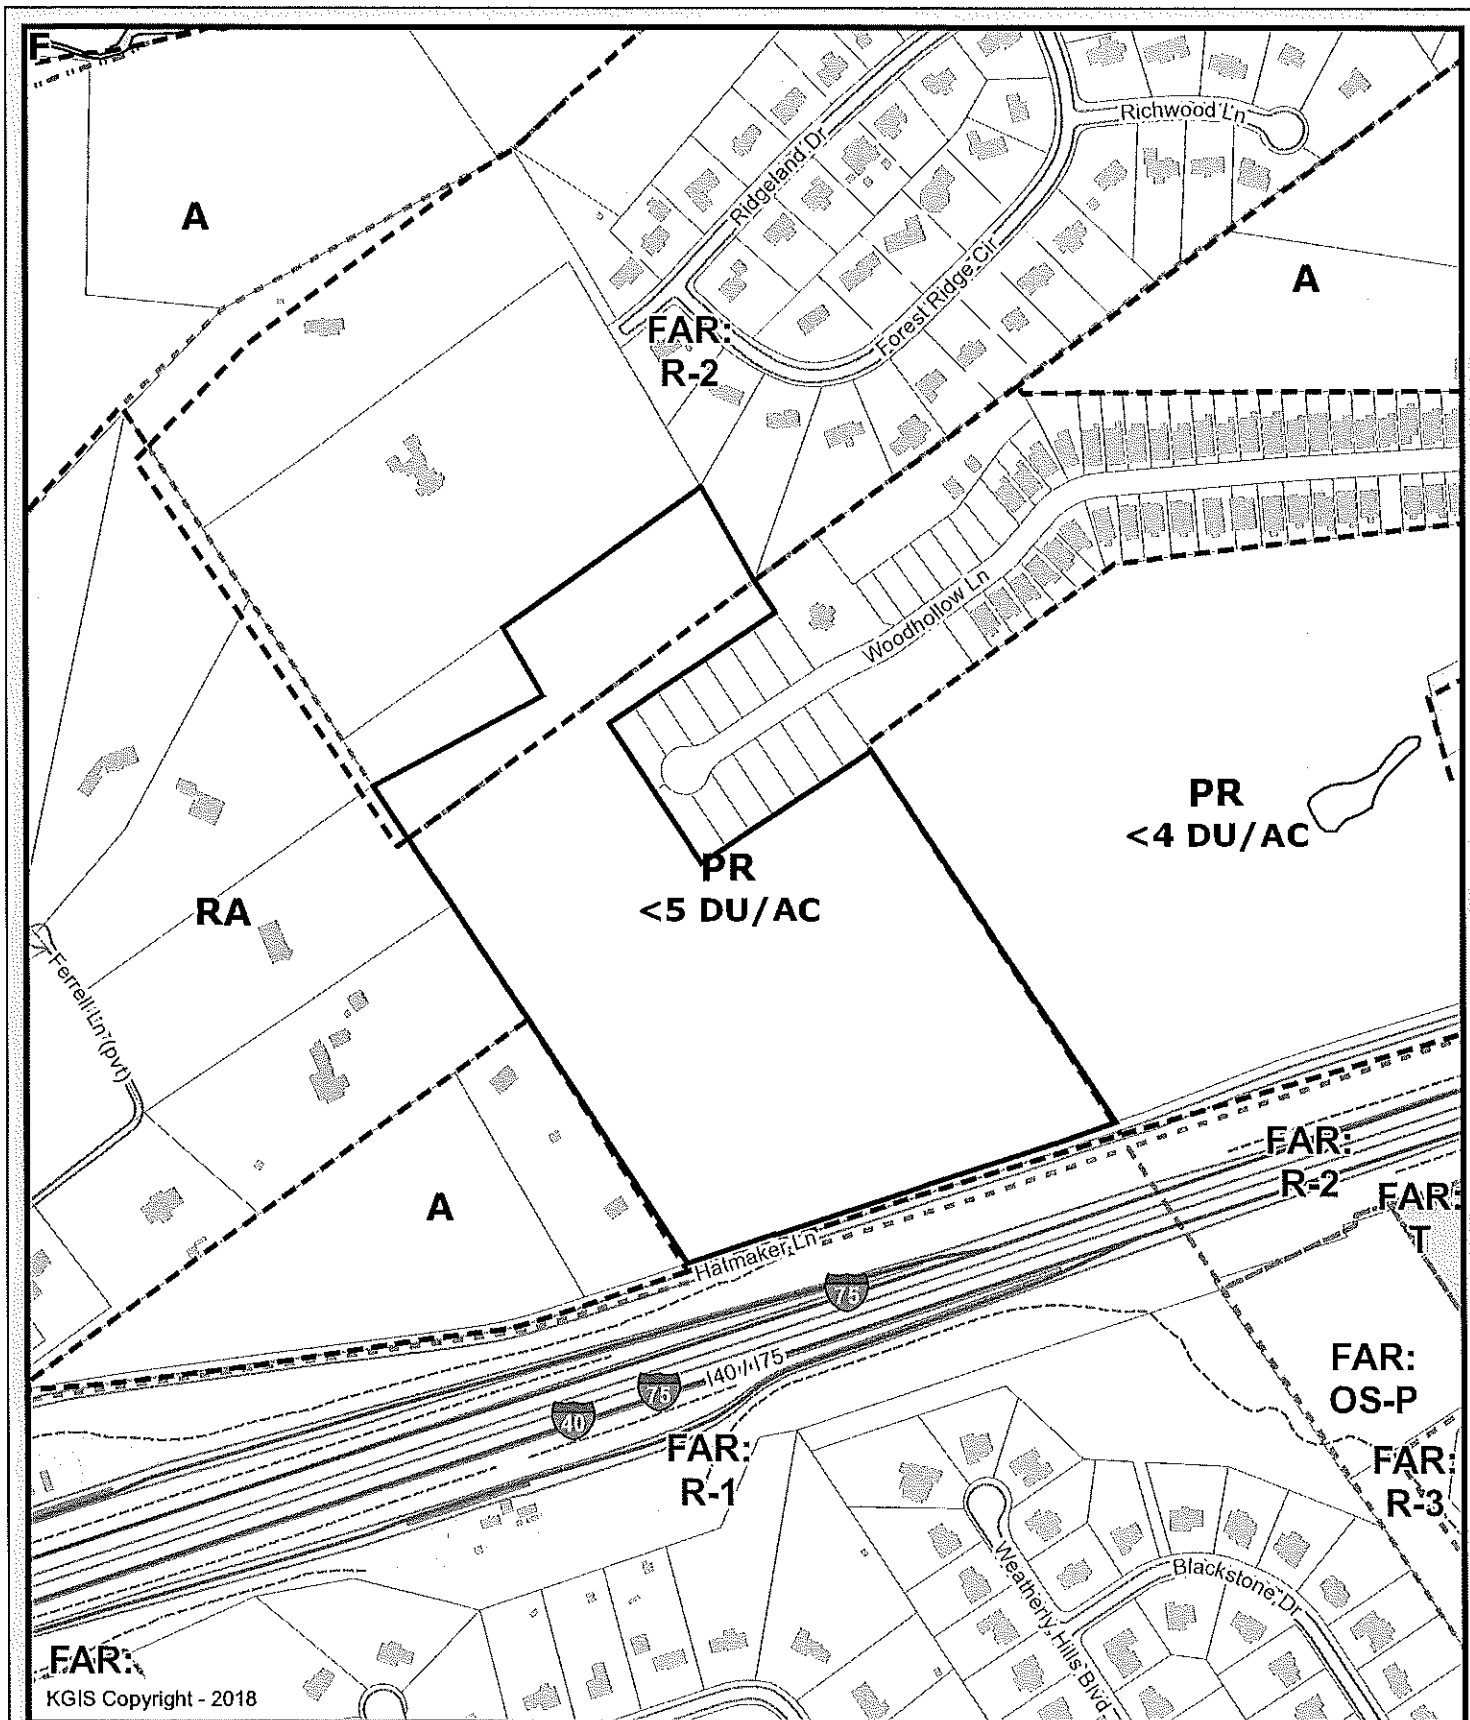 F
Richwood Ln
Ridgeland Dr
A
Forest Ridge Cir
A
FAR:
R-2
Woodhollow Ln
PR
<4 DU/AC
PR
<5 DU/AC
RA
Ferrell Ln (pvt)
FAR:
R-2
FAR:
T
A
Hatmaker Ln
75
I40 / I75
75
40
FAR:
OS-P
FAR:
R-1
FAR:
R-3
Weatherly Hills Blvd
Blackstone Dr
FAR:
KGIS Copyright - 2018